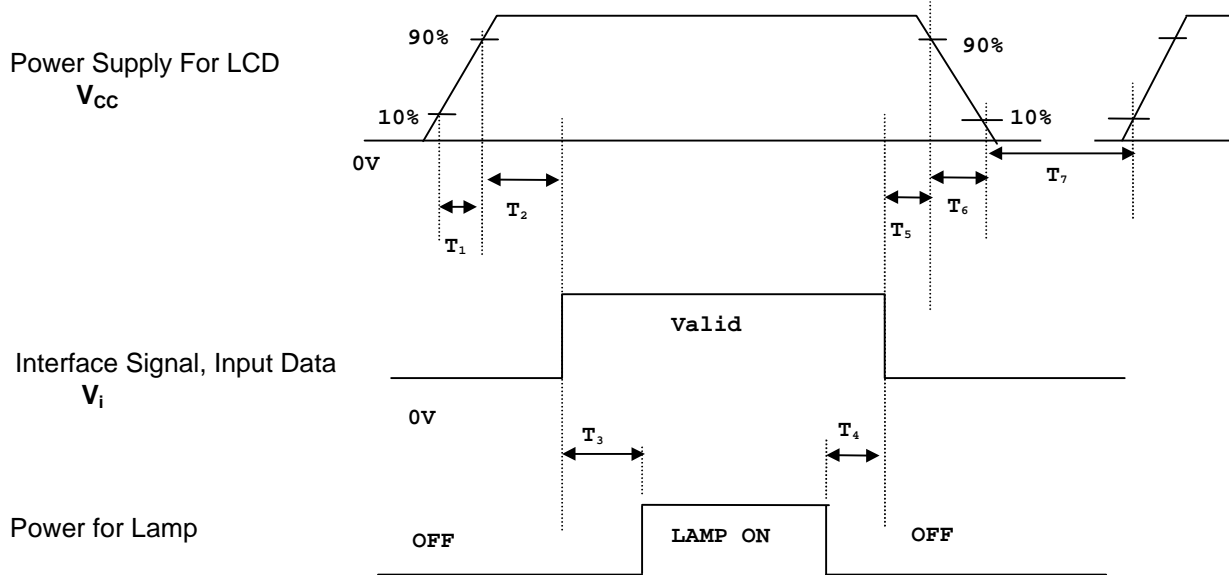 90%
90%
Power Supply For LCD
VCC
10%
10%
0V
T7
T2
T6
T1
T5
Valid
Interface Signal, Input Data
Vi
0V
T3
T4
Power for Lamp
OFF
LAMP ON
OFF